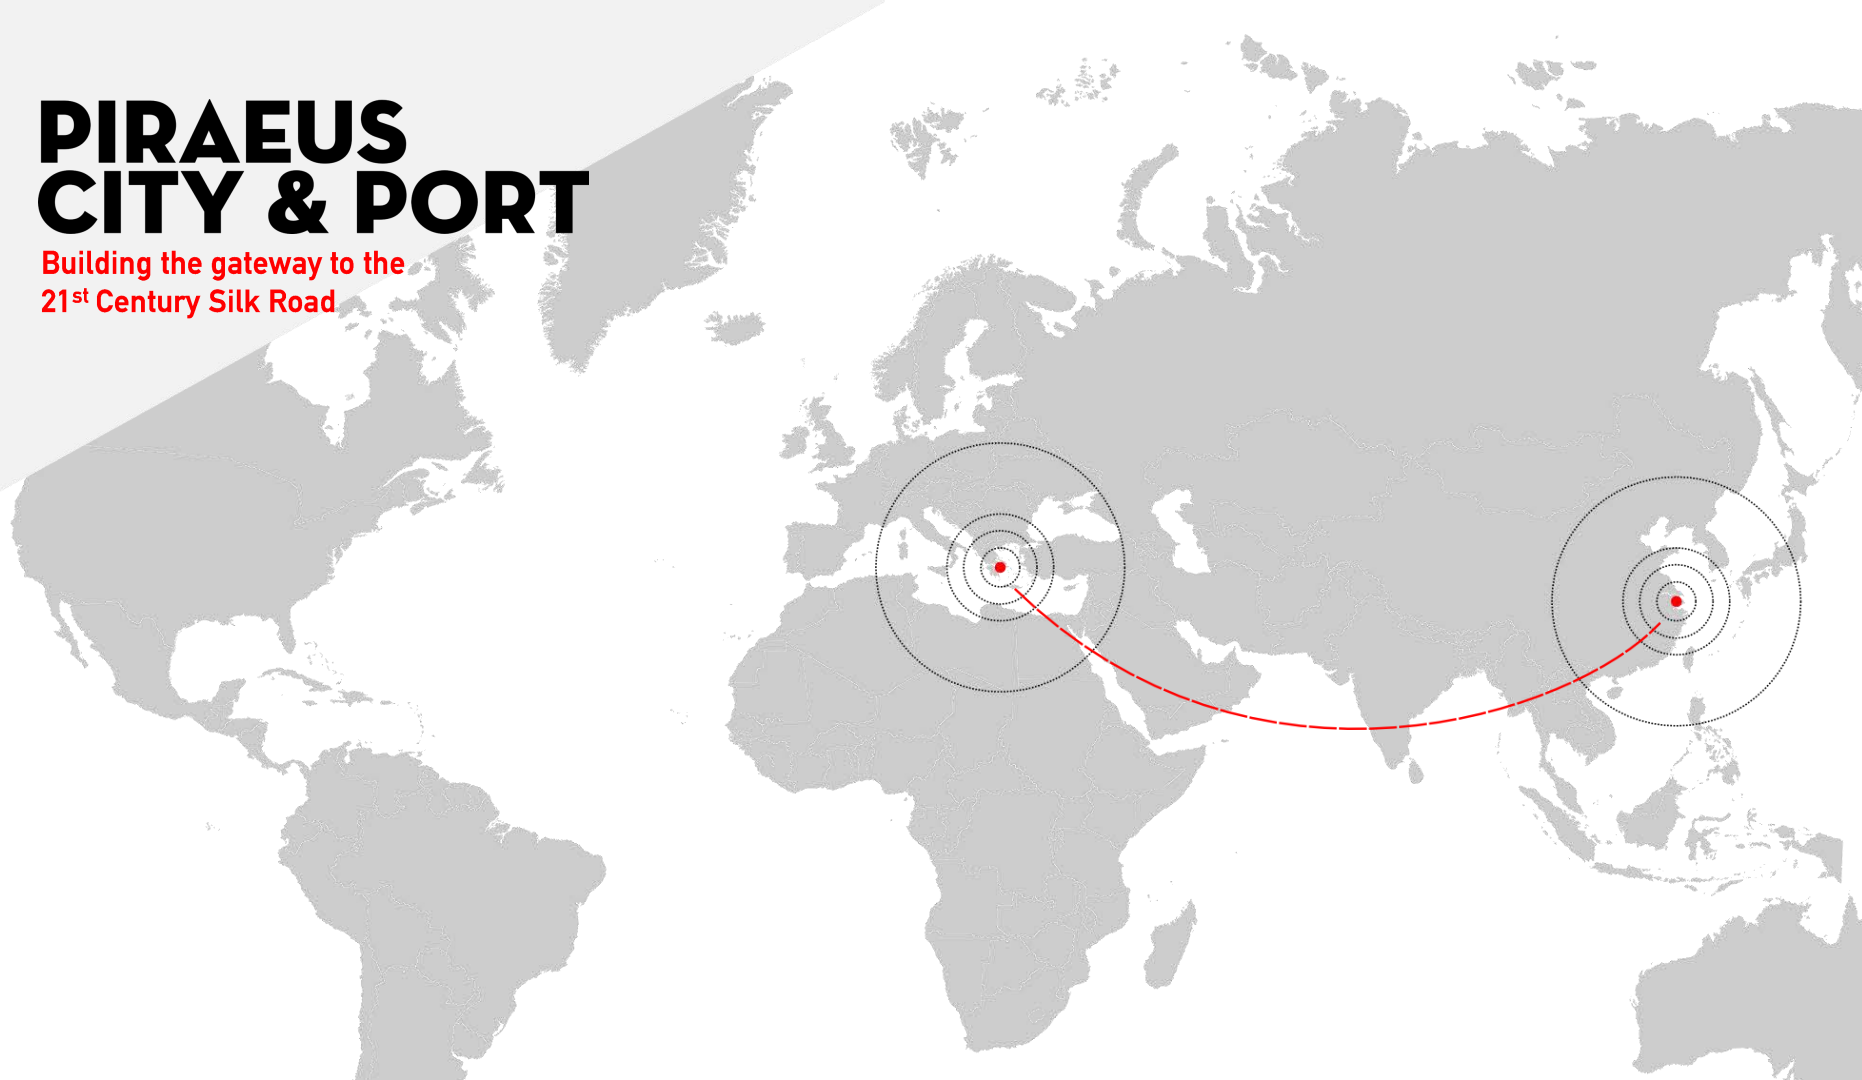 PIRAEUS
CITY & PORT
Building the gateway to the
21st Century Silk Road